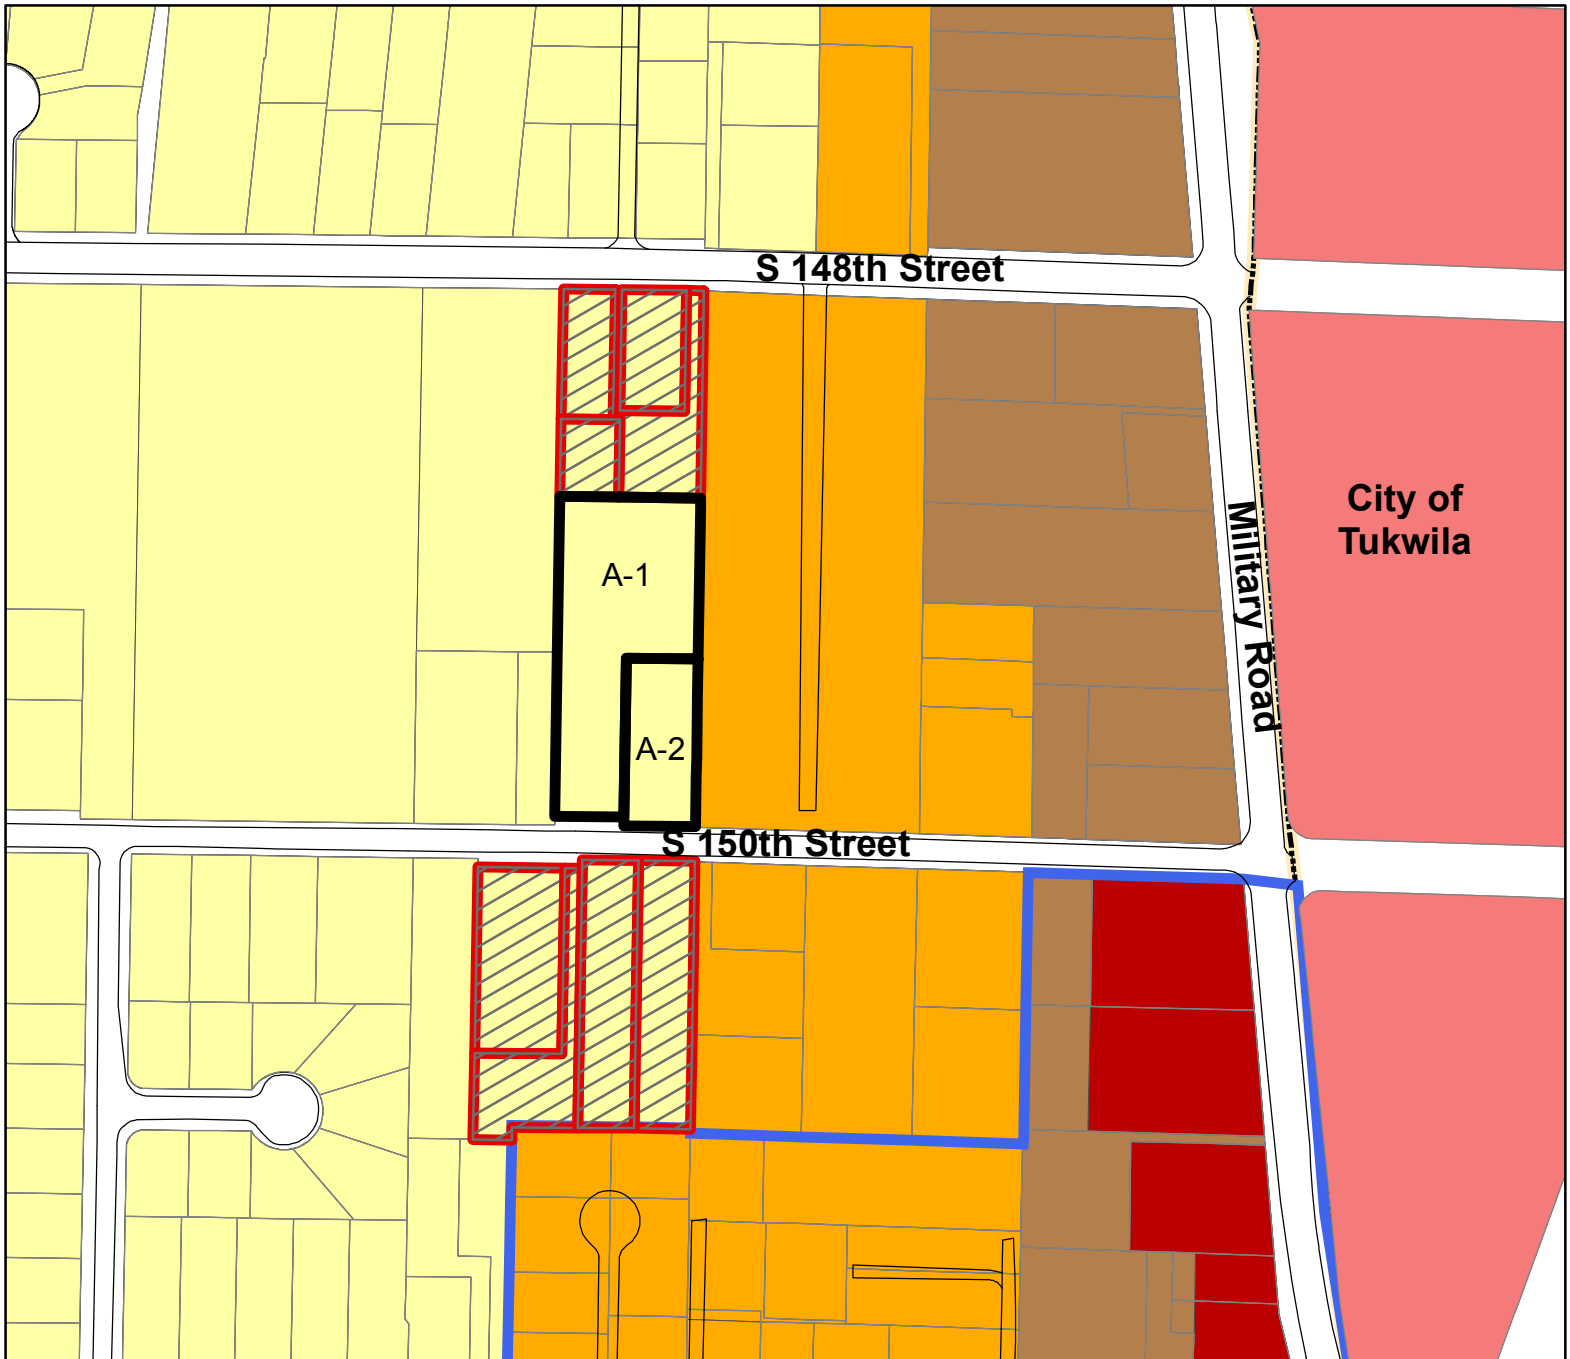 S 148th Street
City of
Tukwila
Military Road
A-1
A-2
S 150th Street